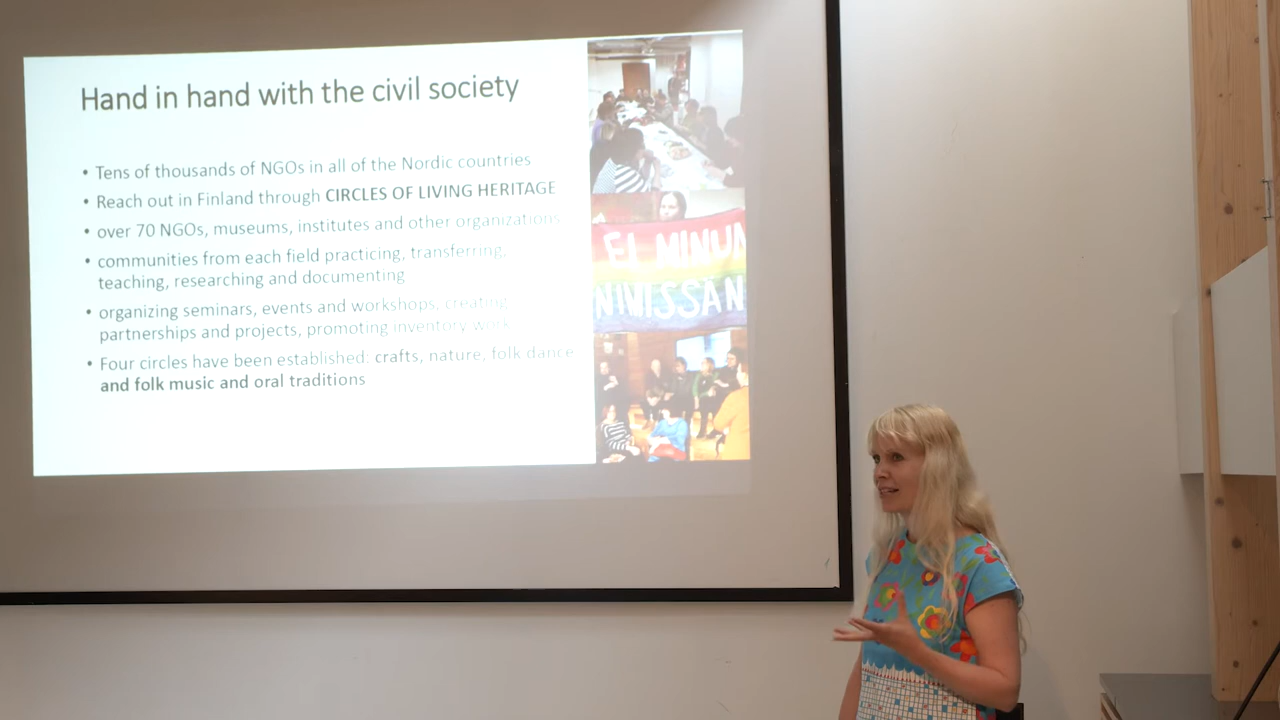 Hand in hand with the civil society
• Tens of thousands of NGOs in all of the Nordic countries
• Reach out in Finland through CIRCLES OF LIVING HERITAGE
• over 70 NGOs, museums, institutes and other organizations
• communities from each field practicing, transferring,
teaching, researching and documenting
• organizing seminars, events and workshops, creating
partnerships and projects, promoting inventory work
• Four circles have been established: crafts, nature, folk dance
and folk music and oral traditions
EI MINUN
NIMISSÄN